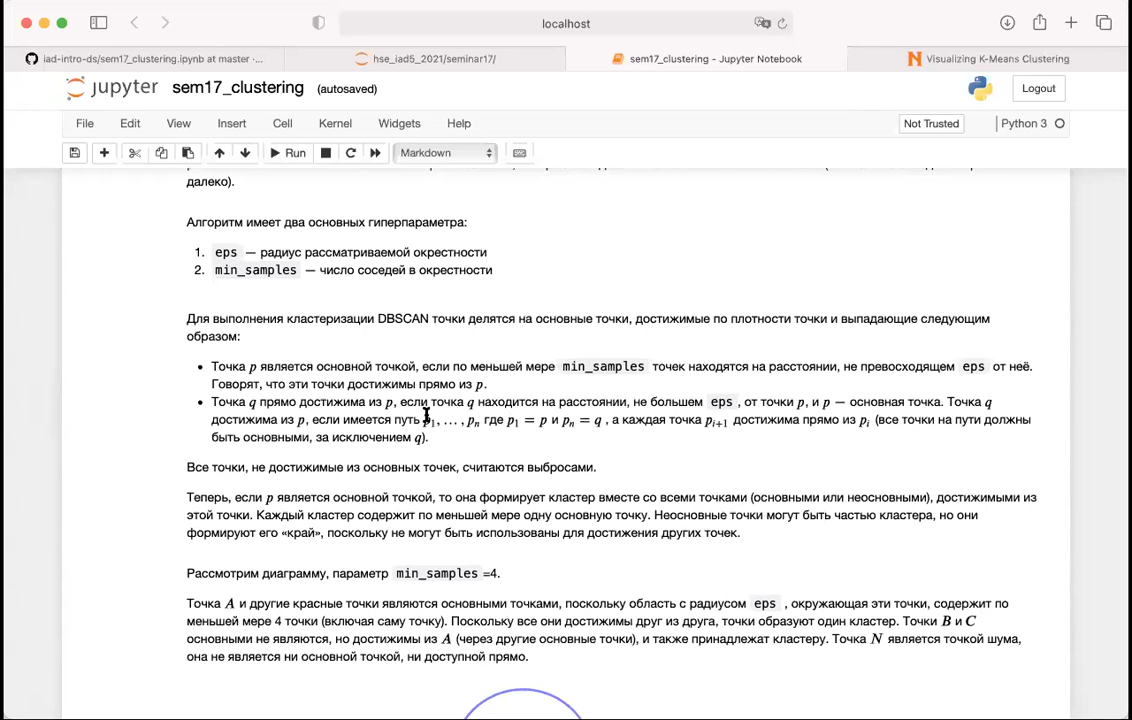 localhost
iad-intro-ds/sem17_clustering.ipynb at master · ...
hse_iad5_2021/seminar17/
sem17_clustering - Jupyter Notebook
Visualizing K-Means Clustering
jupyter sem17_clustering (autosaved)
Logout
File Edit View Insert Cell Kernel Widgets Help
Not Trusted
Python 3
Run
Markdown
далеко).
Алгоритм имеет два основных гиперпараметра:
1. eps — радиус рассматриваемой окрестности
2. min_samples — число соседей в окрестности
Для выполнения кластеризации DBSCAN точки делятся на основные точки, достижимые по плотности точки и выпадающие следующим
образом:
• Точка p является основной точкой, если по меньшей мере min_samples точек находятся на расстоянии, не превосходящем eps от неё.
Говорят, что эти точки достижимы прямо из p.
• Точка q прямо достижима из p, если точка q находится на расстоянии, не большем eps, от точки p, и p — основная точка. Точка q
достижима из p, если имеется путь p1, … , pn где p1 = p и pn = q , а каждая точка pi+1 достижима прямо из pi (все точки на пути должны
быть основными, за исключением q).
Все точки, не достижимые из основных точек, считаются выбросами.
Теперь, если p является основной точкой, то она формирует кластер вместе со всеми точками (основными или неосновными), достижимыми из
этой точки. Каждый кластер содержит по меньшей мере одну основную точку. Неосновные точки могут быть частью кластера, но они
формируют его «край», поскольку не могут быть использованы для достижения других точек.
Рассмотрим диаграмму, параметр min_samples =4.
Точка A и другие красные точки являются основными точками, поскольку область с радиусом eps , окружающая эти точки, содержит по
меньшей мере 4 точки (включая саму точку). Поскольку все они достижимы друг из друга, точки образуют один кластер. Точки B и C
основными не являются, но достижимы из A (через другие основные точки), и также принадлежат кластеру. Точка N является точкой шума,
она не является ни основной точкой, ни доступной прямо.